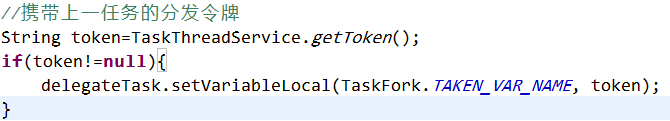 //携带上一任务的分发令牌
String token=TaskThreadService.getToken();
if(token!=null){
delegateTask.setVariableLocal(TaskFork.TAKEN_VAR_NAME, token);
}